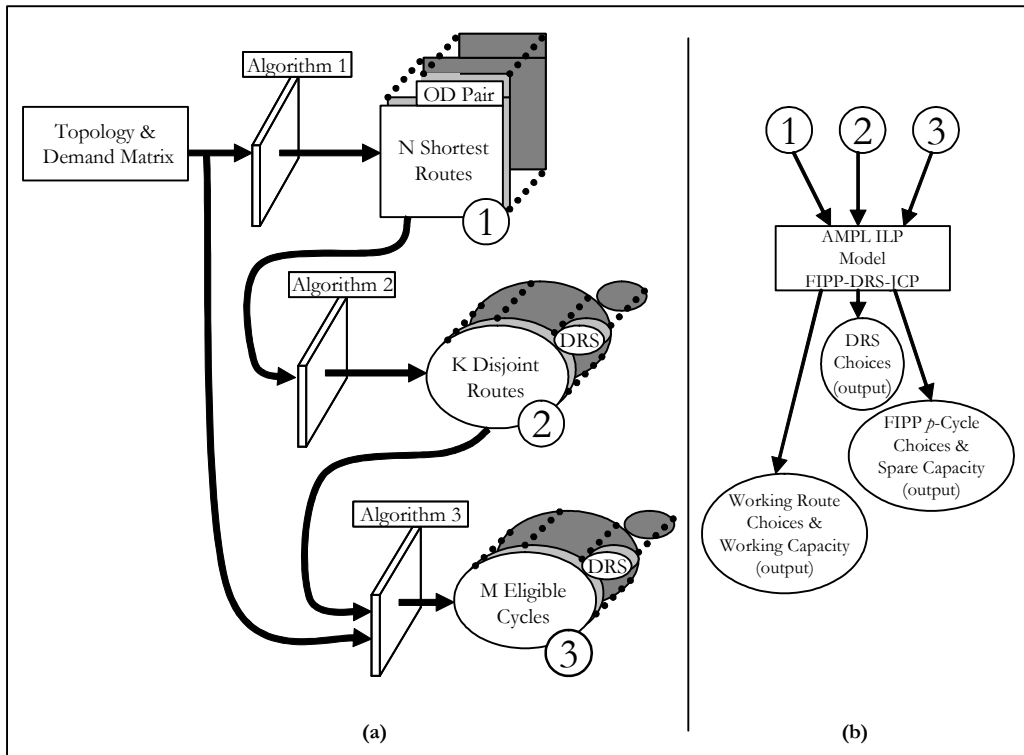 Algorithm 1
OD Pair
Topology &
Demand Matrix
N Shortest
Routes
1
Algorithm 2
DRS
K Disjoint
Routes
2
Algorithm 3
DRS
M Eligible
Cycles
3
(a)
1
2
3
AMPL ILP
Model
FIPP-DRS-JCP
DRS
Choices
(output)
FIPP p-Cycle
Choices &
Spare Capacity
(output)
Working Route
Choices &
Working Capacity
(output)
(b)